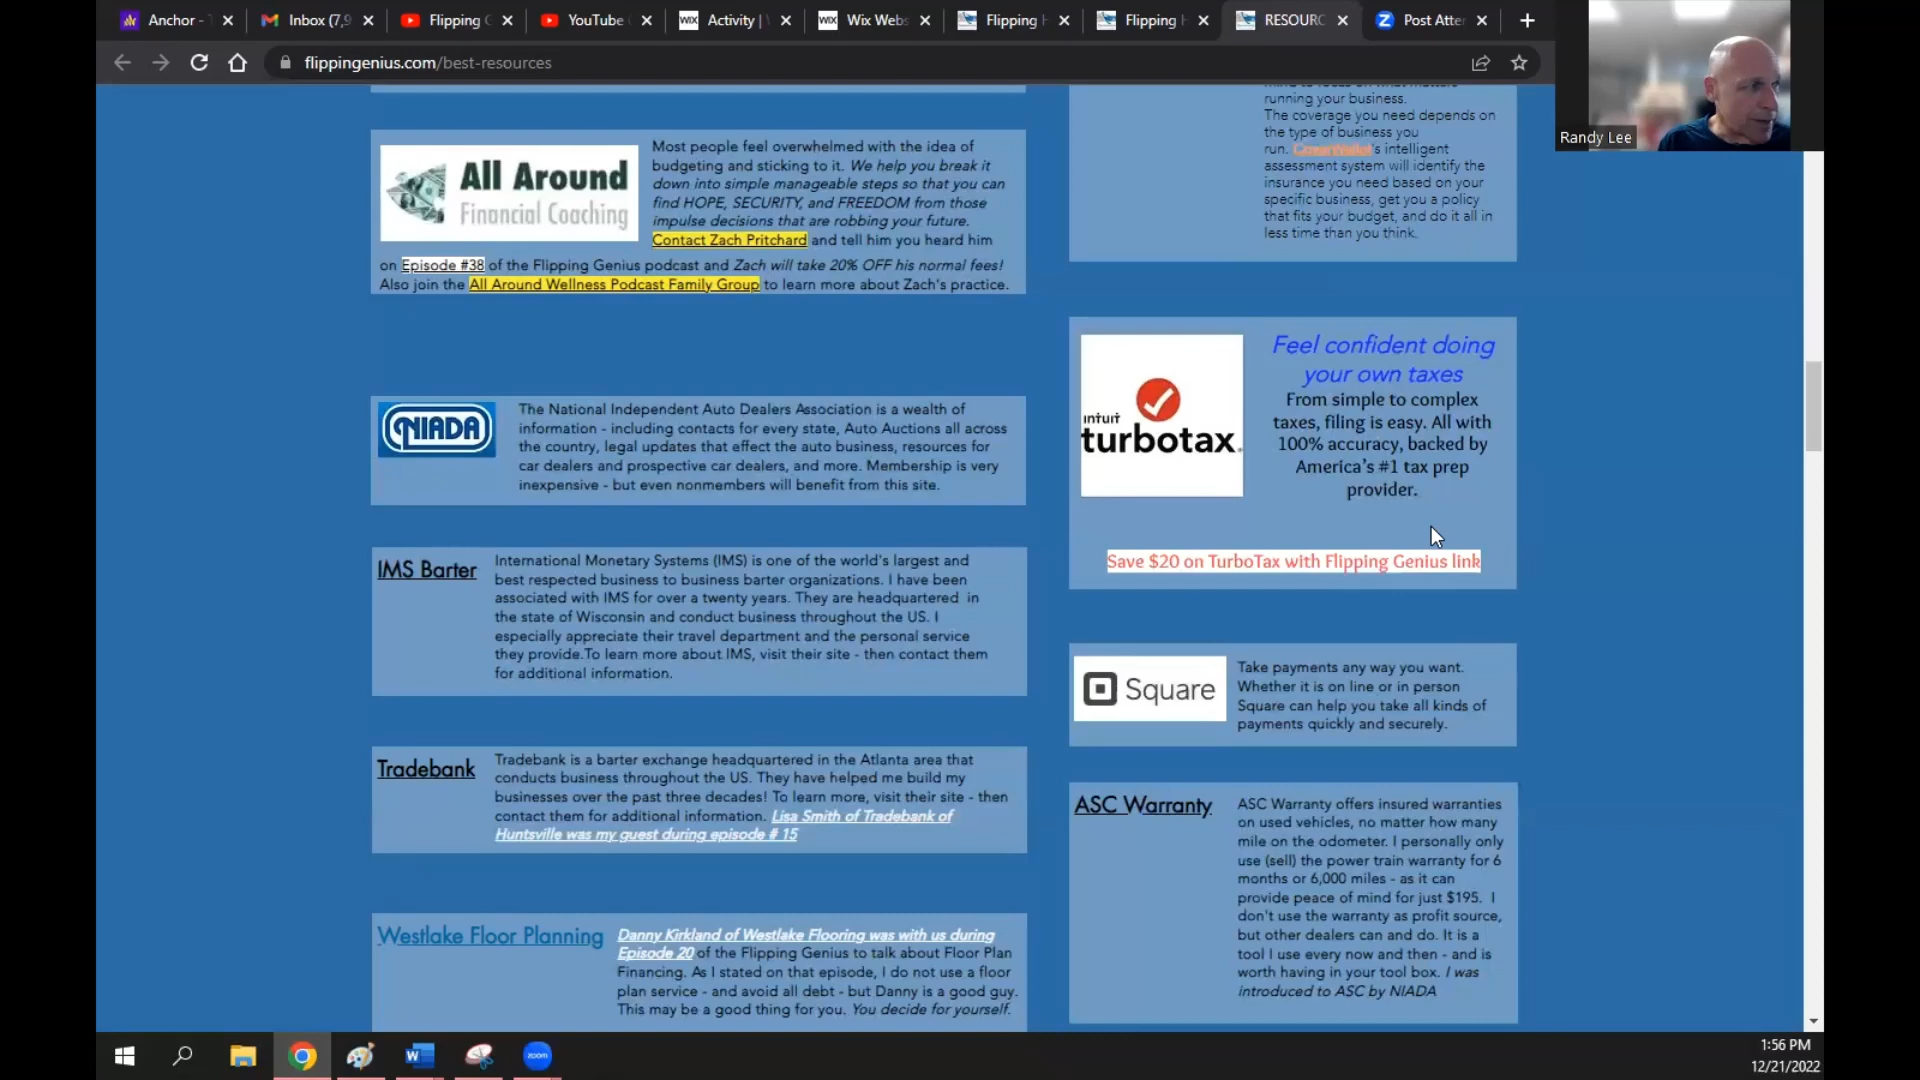 Anchor -
Inbox (7,9
Flipping G
YouTube
Activity |
Wix Webs
Flipping
Flipping
RESOURC
Post Atte
flippingenius.com/best-resources
Randy Lee
All Around
Financial Coaching
Most people feel overwhelmed with the idea of
budgeting and sticking to it. We help you break it
down into simple manageable steps so that you can
find HOPE, SECURITY, and FREEDOM from those
impulse decisions that are robbing your future.
Contact Zach Pritchard and tell him you heard him
on Episode #38 of the Flipping Genius podcast and Zach will take 20% OFF his normal fees!
Also join the All Around Wellness Podcast Family Group to learn more about Zach's practice.
NIADA
The National Independent Auto Dealers Association is a wealth of
information - including contacts for every state, Auto Auctions all across
the country, legal updates that effect the auto business, resources for
car dealers and prospective car dealers, and more. Membership is very
inexpensive - but even nonmembers will benefit from this site.
IMS Barter
International Monetary Systems (IMS) is one of the world's largest and
best respected business to business barter organizations. I have been
associated with IMS for over a twenty years. They are headquartered in
the state of Wisconsin and conduct business throughout the US. I
especially appreciate their travel department and the personal service
they provide.To learn more about IMS, visit their site - then contact them
for additional information.
Tradebank
Tradebank is a barter exchange headquartered in the Atlanta area that
conducts business throughout the US. They have helped me build my
businesses over the past three decades! To learn more, visit their site - then
contact them for additional information. Lisa Smith of Tradebank of
Huntsville was my guest during episode # 15
Westlake Floor Planning
Danny Kirkland of Westlake Flooring was with us during
Episode 20 of the Flipping Genius to talk about Floor Plan
Financing. As I stated on that episode, I do not use a floor
plan service - and avoid all debt - but Danny is a good guy.
This may be a good thing for you. You decide for yourself.
running your business.
The coverage you need depends on
the type of business you
run. CoverWallet's intelligent
assessment system will identify the
insurance you need based on your
specific business, get you a policy
that fits your budget, and do it all in
less time than you think.
intuit
turbotax.
Feel confident doing
your own taxes
From simple to complex
taxes, filing is easy. All with
100% accuracy, backed by
America's #1 tax prep
provider.
Save $20 on TurboTax with Flipping Genius link
Square
Take payments any way you want.
Whether it is on line or in person
Square can help you take all kinds of
payments quickly and securely.
ASC Warranty
ASC Warranty offers insured warranties
on used vehicles, no matter how many
mile on the odometer. I personally only
use (sell) the power train warranty for 6
months or 6,000 miles - as it can
provide peace of mind for just $195. I
don't use the warranty as profit source,
but other dealers can and do. It is a
tool I use every now and then - and is
worth having in your tool box. I was
introduced to ASC by NIADA
zoom
1:56 PM
12/21/2022